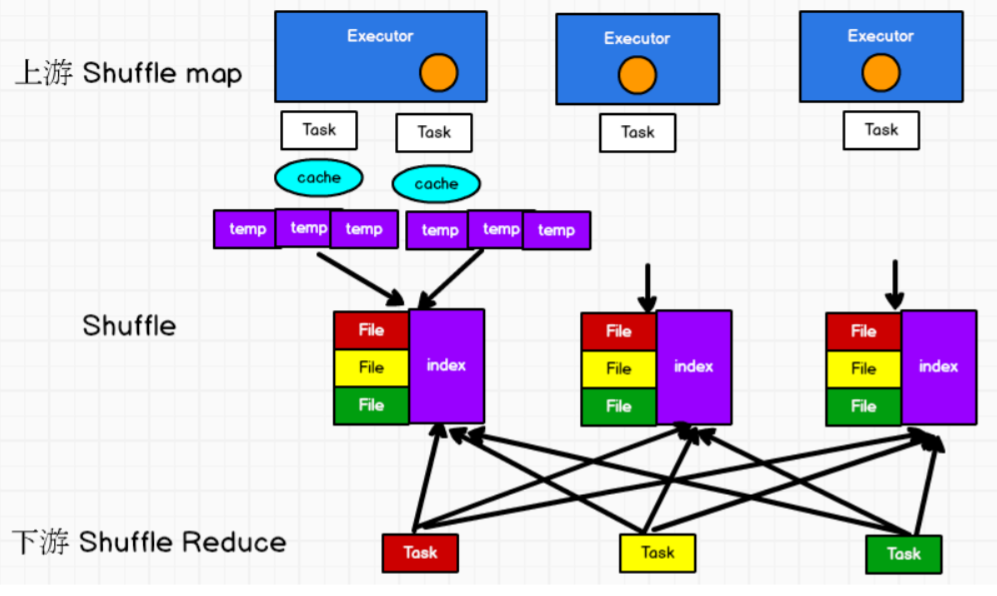 Executor
Executor
Executor
上游 Shuffle map
Task
Task
Task
Task
cache
cache
temp
temp
temp
temp
temp
temp
Shuffle
File
File
File
index
File
File
File
index
File
File
File
index
下游 Shuffle Reduce
Task
Task
Task